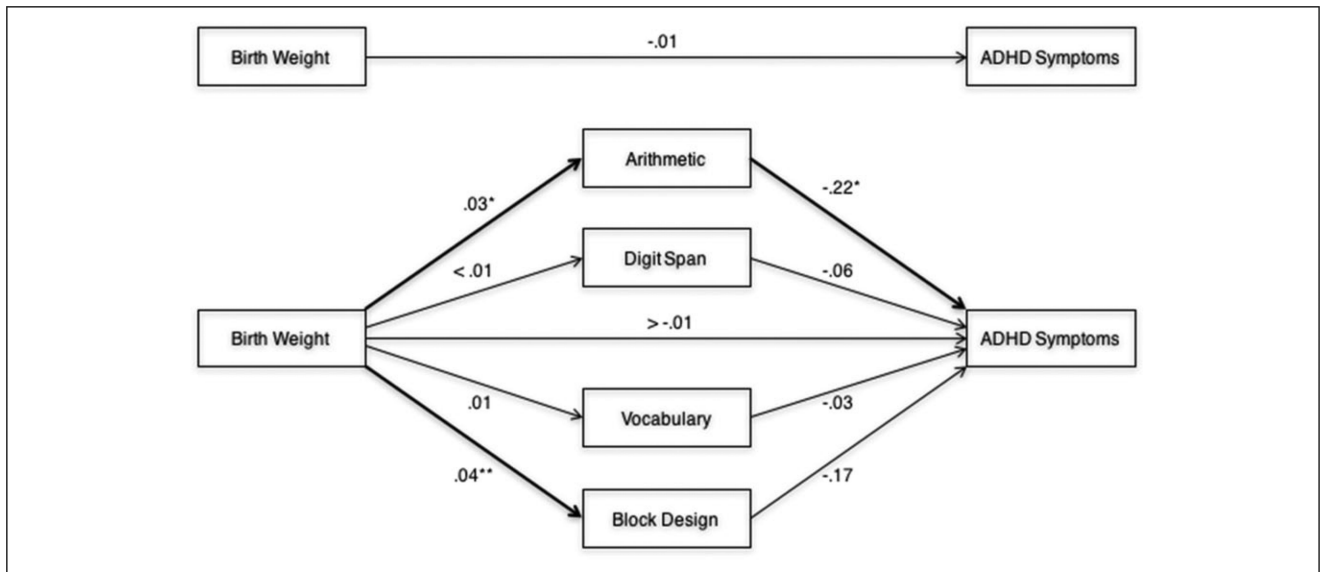 -.01
Birth Weight
ADHD Symptoms
Arithmetic
.03*
-.22*
Digit Span
< .01
-.06
> -.01
Birth Weight
ADHD Symptoms
.01
Vocabulary
-.03
.04**
-.17
Block Design